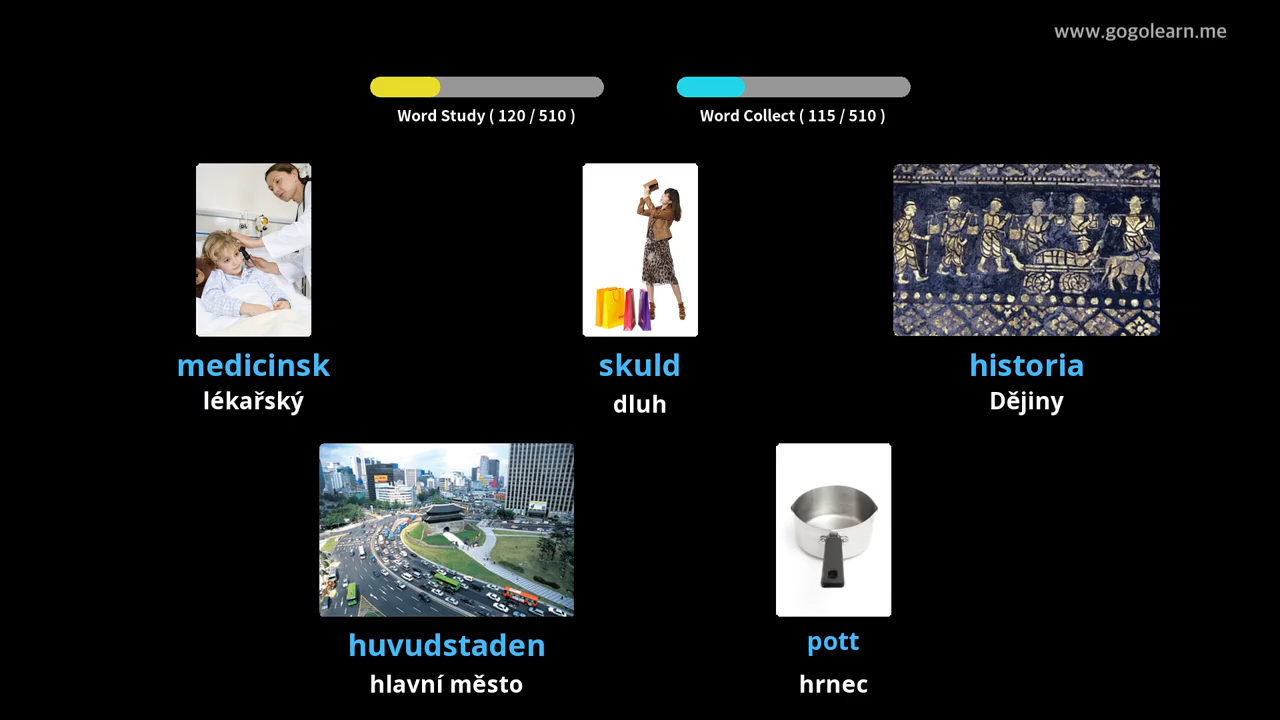 www.gogolearn.me
Word Study ( 120 / 510 )
Word Collect ( 115 / 510 )
medicinsk
lékařský
skuld
dluh
historia
Dějiny
huvudstaden
hlavní město
pott
hrnec